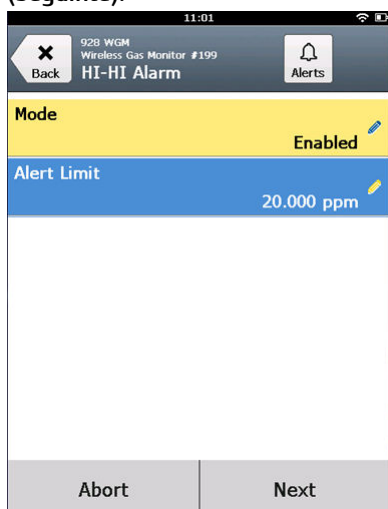 (Seguinte).
11:01
928 WGM
Wireless Gas Monitor #199
Back
HI-HI Alarm
Alerts
Mode
Enabled
Alert Limit
20.000 ppm
Abort
Next